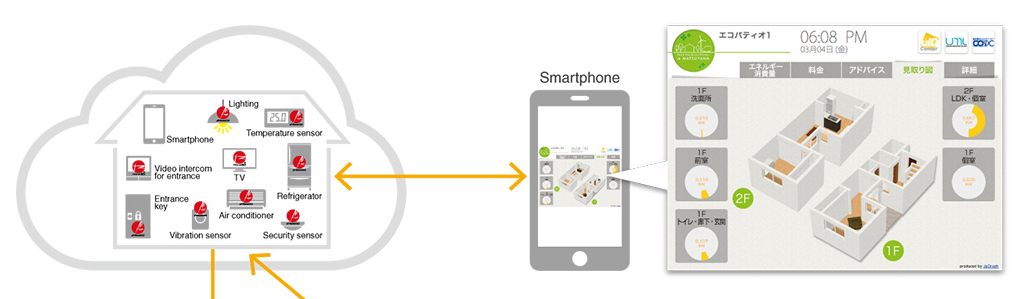 Lighting
25.0
Temperature sensor
Smartphone
Video intercom
for entrance
TV
Refrigerator
Entrance
key
Air conditioner
Vibration sensor
Security sensor
Smartphone
エコパティオ1
06:08 PM
03月04日(金)
エネルギー
消費量
料金
アドバイス
見取り図
詳細
1F
洗面所
2F
LDK・個室
1F
前室
1F
個室
1F
トイレ・廊下・玄関
2F
1F
produced by